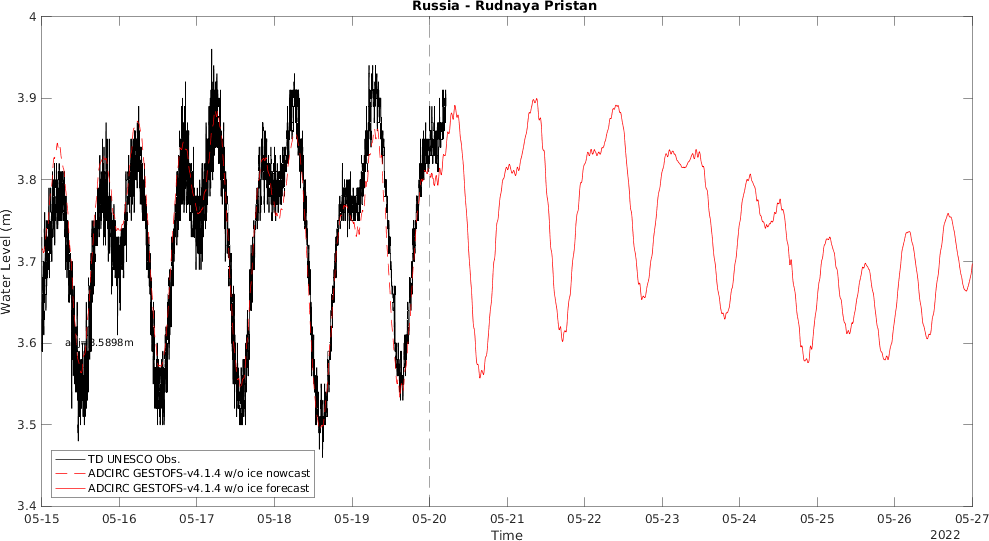 Russia - Rudnaya Pristan
Water Level (m)
4
3.9
3.8
3.7
3.6
3.5
3.4
TD UNESCO Obs.
ADCIRC GESTOFS-v4.1.4 w/o ice nowcast
ADCIRC GESTOFS-v4.1.4 w/o ice forecast
05-15 05-16 05-17 05-18 05-19 05-20 05-21 05-22 05-23 05-24 05-25 05-26 05-27
Time
2022